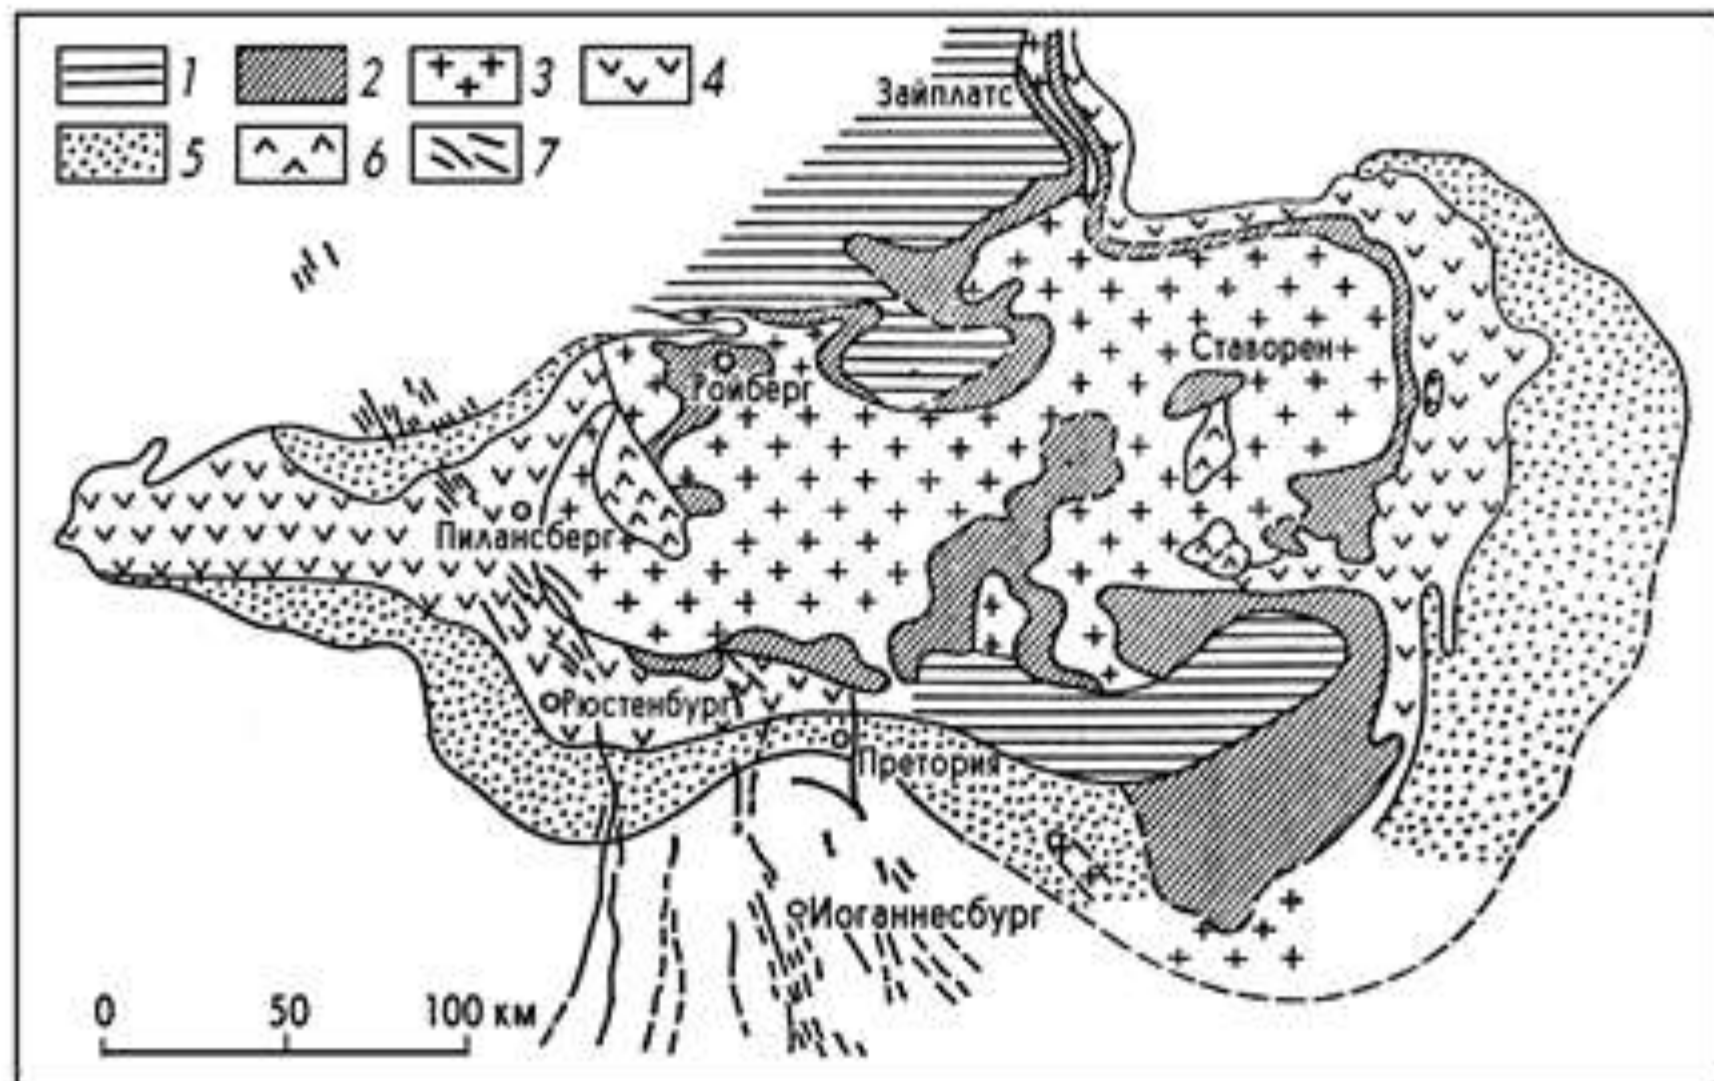 1 2 3 4
5 6 7
Зайплатс
Ставорен
Ройберг
Пилансберг
Рюстенбург
Претория
Иоганнесбург
0 50 100 км